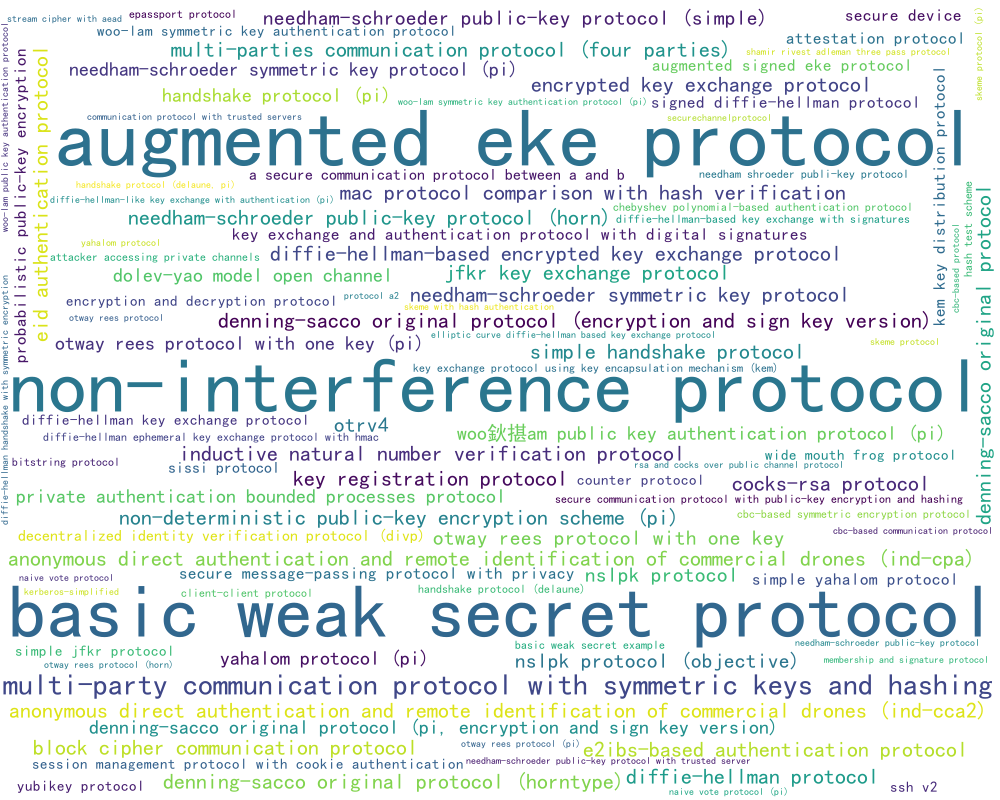 stream cipher with aead
epassport protocol
needham-schroeder public-key protocol (simple)
secure device
woo-lam symmetric key authentication protocol
attestation protocol
multi-parties communication protocol (four parties)
shamir rivest adleman three pass protocol
needham-schroeder symmetric key protocol (pi)
augmented signed eke protocol
encrypted key exchange protocol
handshake protocol (pi)
woo-lam symmetric key authentication protocol (pi)
signed diffie-hellman protocol
communication protocol with trusted servers
securechannelprotocol
augmented eke protocol
a secure communication protocol between a and b
needham shroeder publi-key protocol
handshake protocol (delaune, pi)
mac protocol comparison with hash verification
diffie-hellman-like key exchange with authentication (pi)
chebyshev polynomial-based authentication protocol
needham-schroeder public-key protocol (horn)
diffie-hellman-based key exchange with signatures
key exchange and authentication protocol with digital signatures
yahalom protocol
attacker accessing private channels
diffie-hellman-based encrypted key exchange protocol
dolev-yao model open channel
jfkr key exchange protocol
encryption and decryption protocol
protocol a2
needham-schroeder symmetric key protocol
skeme with hash authentication
otway rees protocol
denning-sacco original protocol (encryption and sign key version)
elliptic curve diffie-hellman based key exchange protocol
otway rees protocol with one key (pi)
skeme protocol
simple handshake protocol
key exchange protocol using key encapsulation mechanism (kem)
non-interference protocol
diffie-hellman key exchange protocol
otrv4
diffie-hellman ephemeral key exchange protocol with hmac
woo鈥揕am public key authentication protocol (pi)
inductive natural number verification protocol
wide mouth frog protocol
bitstring protocol
sissi protocol
rsa and cocks over public channel protocol
key registration protocol
counter protocol
cocks-rsa protocol
private authentication bounded processes protocol
secure communication protocol with public-key encryption and hashing
non-deterministic public-key encryption scheme (pi)
cbc-based symmetric encryption protocol
decentralized identity verification protocol (divp)
otway rees protocol with one key
cbc-based communication protocol
anonymous direct authentication and remote identification of commercial drones (ind-cpa)
naive vote protocol
secure message-passing protocol with privacy
nslpk protocol
simple yahalom protocol
kerberos-simplified
client-client protocol
handshake protocol (delaune)
basic weak secret protocol
simple jfkr protocol
basic weak secret example
needham-schroeder public-key protocol
otway rees protocol (horn)
yahalom protocol (pi)
nslpk protocol (objective)
membership and signature protocol
multi-party communication protocol with symmetric keys and hashing
anonymous direct authentication and remote identification of commercial drones (ind-cca2)
denning-sacco original protocol (pi, encryption and sign key version)
block cipher communication protocol
otway rees protocol (pi)
e2ibs-based authentication protocol
session management protocol with cookie authentication
needham-schroeder public-key protocol with trusted server
yubikey protocol
denning-sacco original protocol (horntype)
diffie-hellman protocol
naive vote protocol (pi)
ssh v2
woo-lam public key authentication protocol
probabilistic public-key encryption
eid authentication protocol
diffie-hellman handshake with symmetric encryption
skeme protocol (pi)
kem key distribution protocol
cbc-based protocol
hash test scheme
denning-sacco original protocol